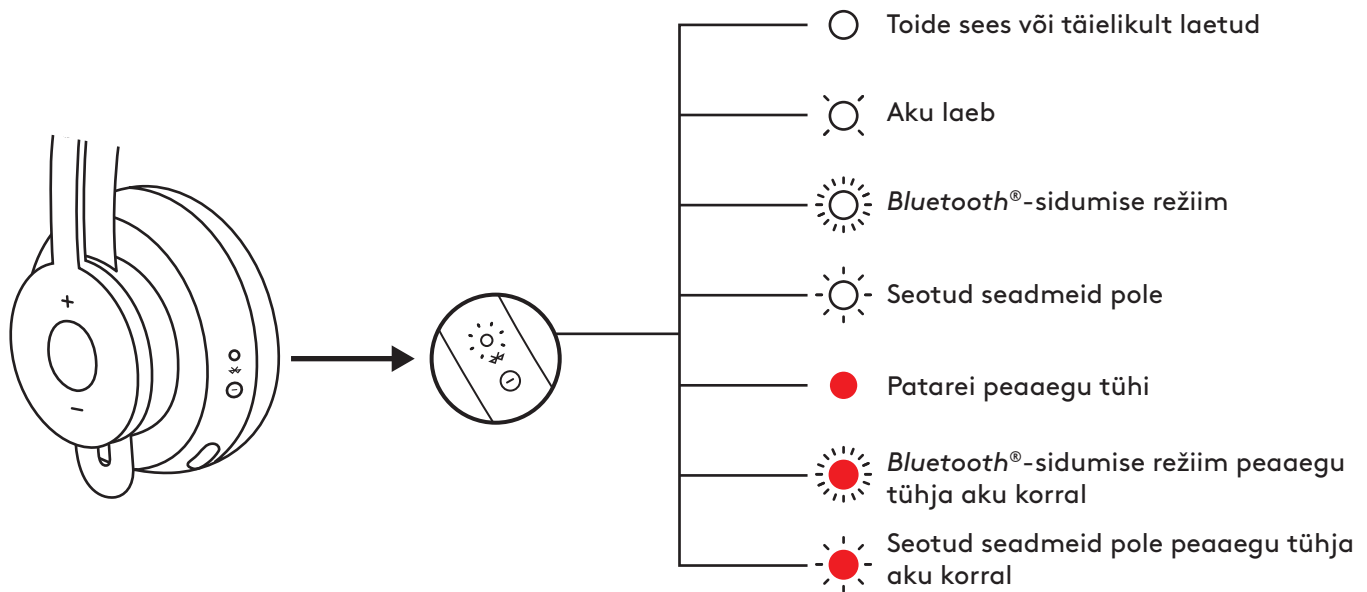 Toide sees või täielikult laetud
Aku laeb
Bluetooth®-sidumise režiim
Seotud seadmeid pole
Patarei peaaegu tühi
Bluetooth®-sidumise režiim peaaegu
tühja aku korral
Seotud seadmeid pole peaaegu tühja
aku korral